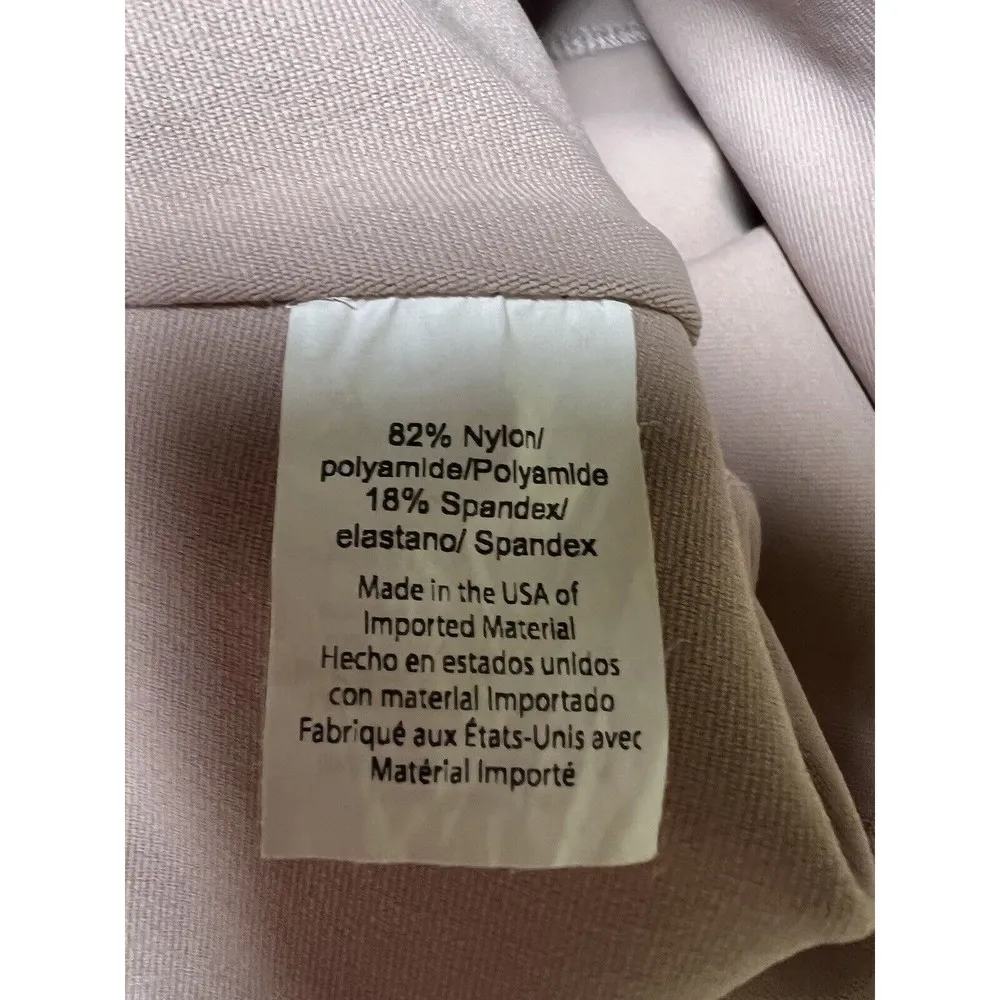 82% Nylon/
polyamide/Polyamide
18% Spandex/
elastano/ Spandex
Made in the USA of
Imported Material
Hecho en estados unidos
con material Importado
Fabriqué aux États-Unis avec
Matérial Importé